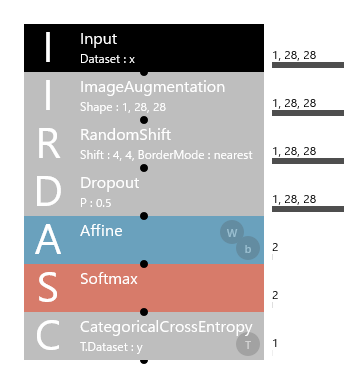 I
Input
Dataset : x
1, 28, 28
I
ImageAugmentation
Shape : 1, 28, 28
1, 28, 28
R
RandomShift
Shift : 4, 4, BorderMode : nearest
1, 28, 28
D
Dropout
P : 0.5
1, 28, 28
A
Affine
W
b
2
S
Softmax
2
C
CategoricalCrossEntropy
T.Dataset : y
T
1